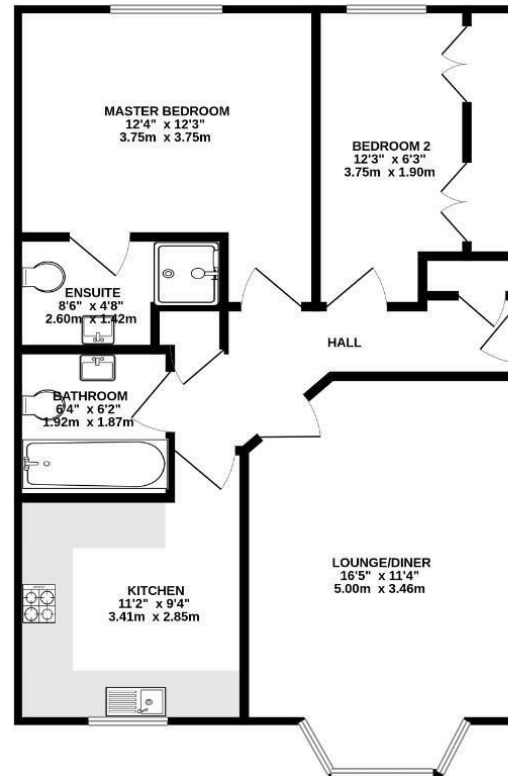 MASTER BEDROOM
12'4" x 12'3"
3.75m x 3.75m
BEDROOM 2
12'3" x 6'3"
3.75m x 1.90m
ENSUITE
8'6" x 4'8"
2.60m x 1.42m
HALL
BATHROOM
6'4" x 6'2"
1.92m x 1.87m
LOUNGE/DINER
16'5" x 11'4"
5.00m x 3.46m
KITCHEN
11'2" x 9'4"
3.41m x 2.85m